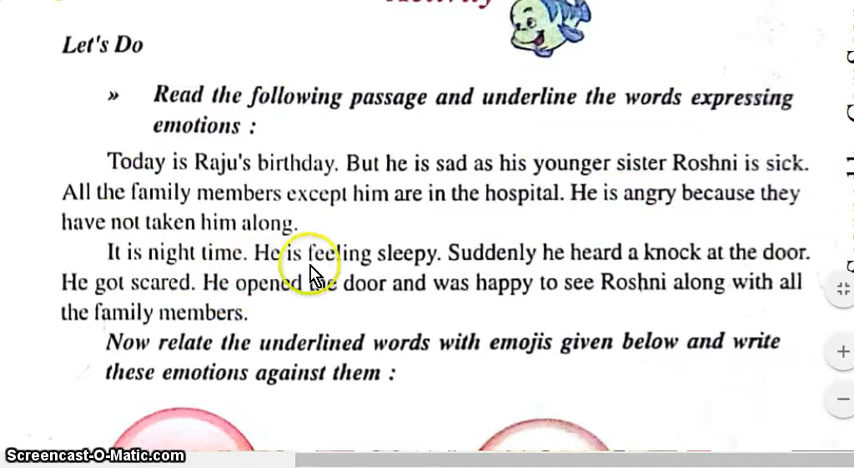 Activity
Let's Do
» Read the following passage and underline the words expressing
emotions :
Today is Raju's birthday. But he is sad as his younger sister Roshni is sick.
All the family members except him are in the hospital. He is angry because they
have not taken him along.
It is night time. He is feeling sleepy. Suddenly he heard a knock at the door.
He got scared. He opened the door and was happy to see Roshni along with all
the family members.
Now relate the underlined words with emojis given below and write
these emotions against them :
Screencast-O-Matic.com